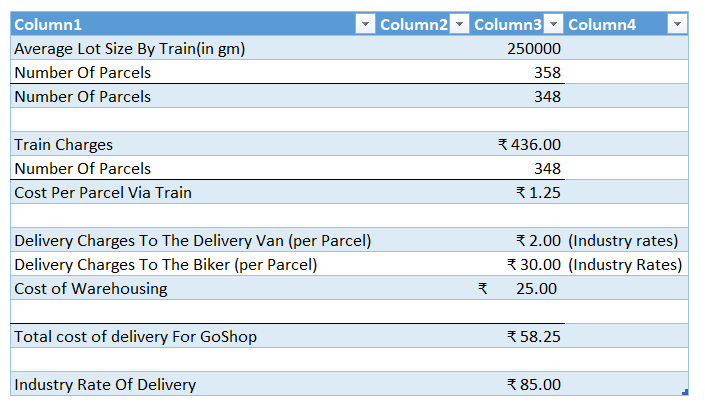 Column1 Column2 Column3 Column4
Average Lot Size By Train(in gm) 250000
Number Of Parcels 358
Number Of Parcels 348
Train Charges ₹ 436.00
Number Of Parcels 348
Cost Per Parcel Via Train ₹ 1.25
Delivery Charges To The Delivery Van (per Parcel) ₹ 2.00 (Industry rates)
Delivery Charges To The Biker (per Parcel) ₹ 30.00 (Industry Rates)
Cost of Warehousing ₹ 25.00
Total cost of delivery For GoShop ₹ 58.25
Industry Rate Of Delivery ₹ 85.00